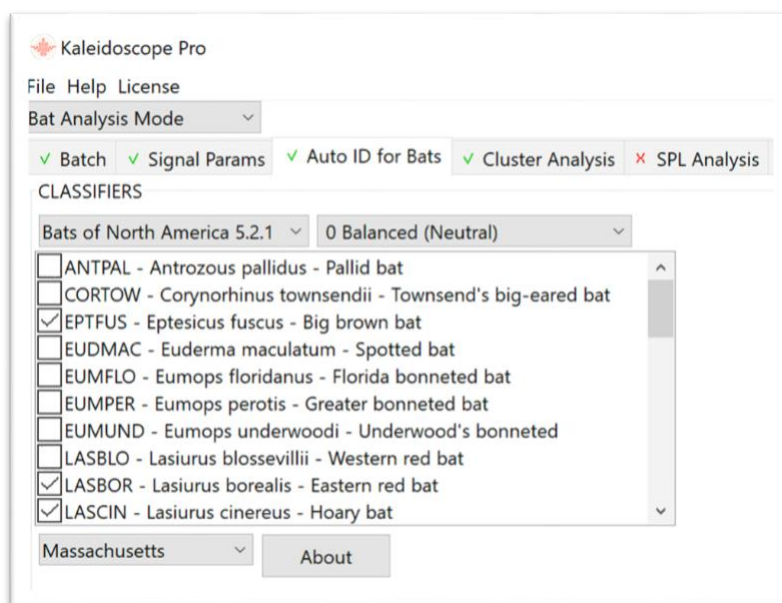 Kaleidoscope Pro
File Help License
Bat Analysis Mode
Batch Signal Params Auto ID for Bats Cluster Analysis SPL Analysis
CLASSIFIERS
Bats of North America 5.2.1 0 Balanced (Neutral)
ANTPAL - Antrozous pallidus - Pallid bat
CORTOW - Corynorhinus townsendii - Townsend's big-eared bat
EPTFUS - Eptesicus fuscus - Big brown bat
EUDMAC - Euderma maculatum - Spotted bat
EUMFLO - Eumops floridanus - Florida bonneted bat
EUMPER - Eumops perotis - Greater bonneted bat
EUMUND - Eumops underwoodi - Underwood's bonneted
LASBLO - Lasiurus blossevillii - Western red bat
LASBOR - Lasiurus borealis - Eastern red bat
LASCIN - Lasiurus cinereus - Hoary bat
Massachusetts About